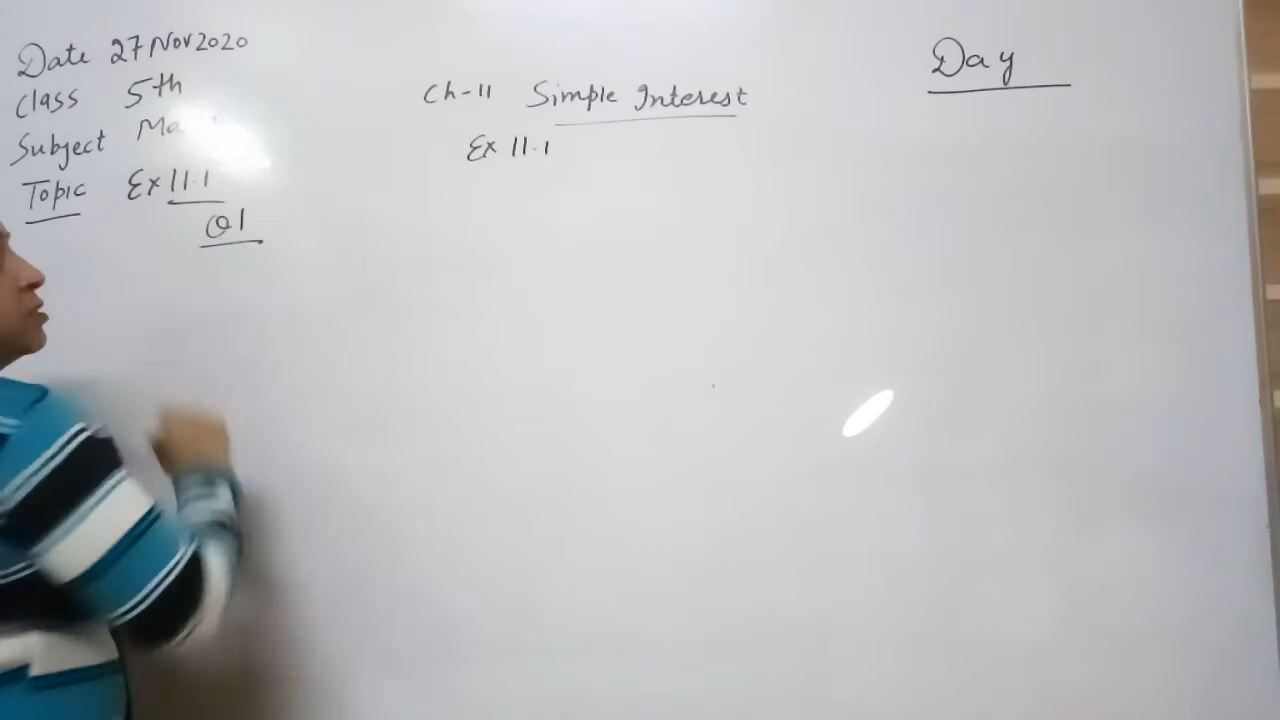 Date 27 Nov 2020
Class 5th
Subject Ma
Topic Ex 11.1
Q1
Ch-11 Simple Interest
Ex 11.1
Day